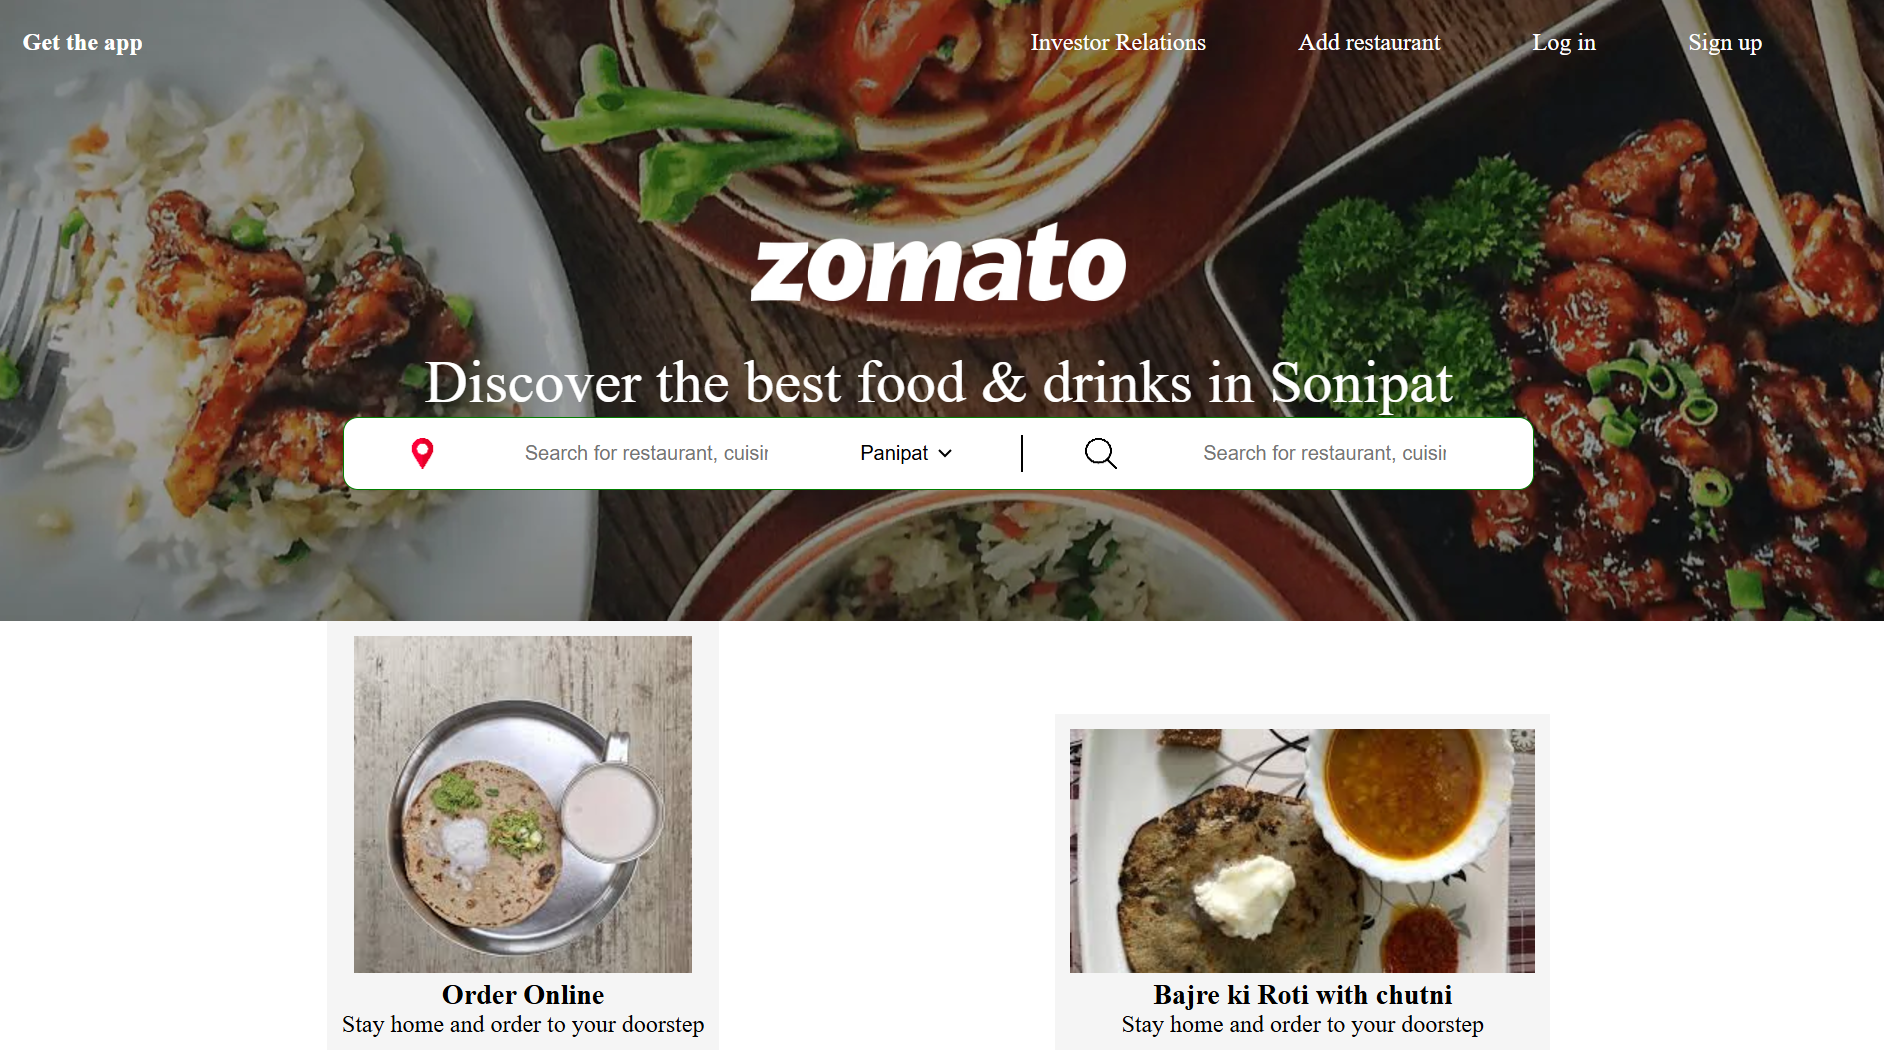 Get the app
Investor Relations
Add restaurant
Log in
Sign up
zomato
Discover the best food & drinks in Sonipat
Search for restaurant, cuisi
Panipat
Search for restaurant, cuisi
Order Online
Stay home and order to your doorstep
Bajre ki Roti with chutni
Stay home and order to your doorstep